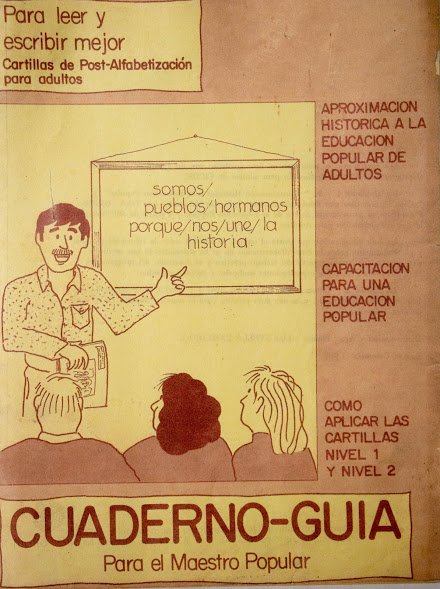 Para leer y
escribir mejor
Cartillas de Post-Alfabetización
para adultos
somos/
pueblos/hermanos
porque/nos/une/la
historia.
APROXIMACION
HISTORICA A LA
EDUCACION
POPULAR DE
ADULTOS
CAPACITACION
PARA UNA
EDUCACION
POPULAR
COMO
APLICAR LAS
CARTILLAS
NIVEL 1
Y NIVEL 2
CUADERNO-GUIA
Para el Maestro Popular